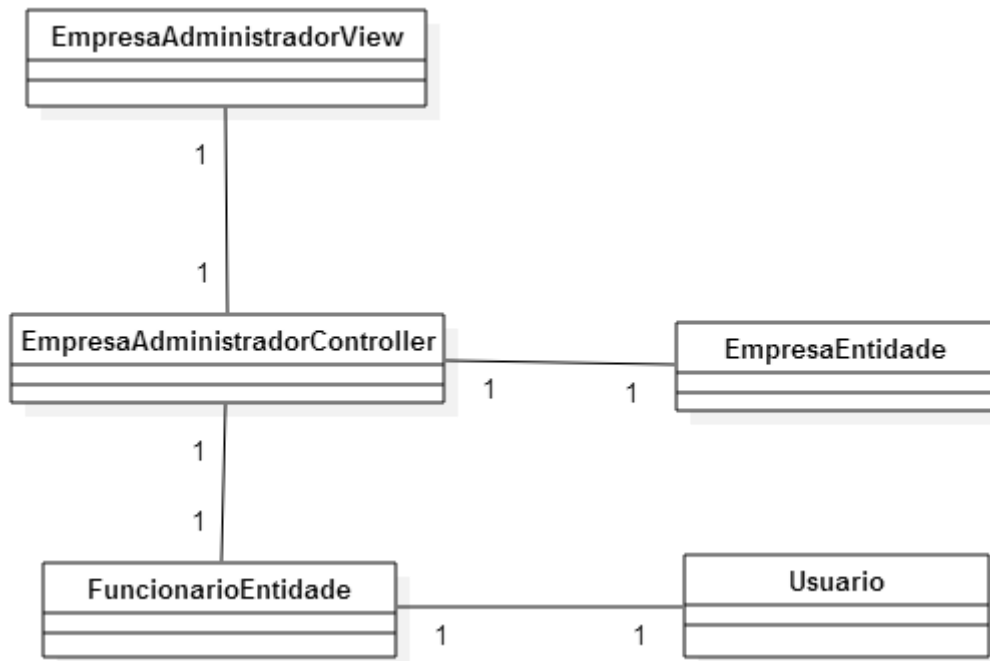 EmpresaAdministradorView
1
1
EmpresaAdministradorController
EmpresaEntidade
1
1
1
1
FuncionarioEntidade
Usuario
1
1